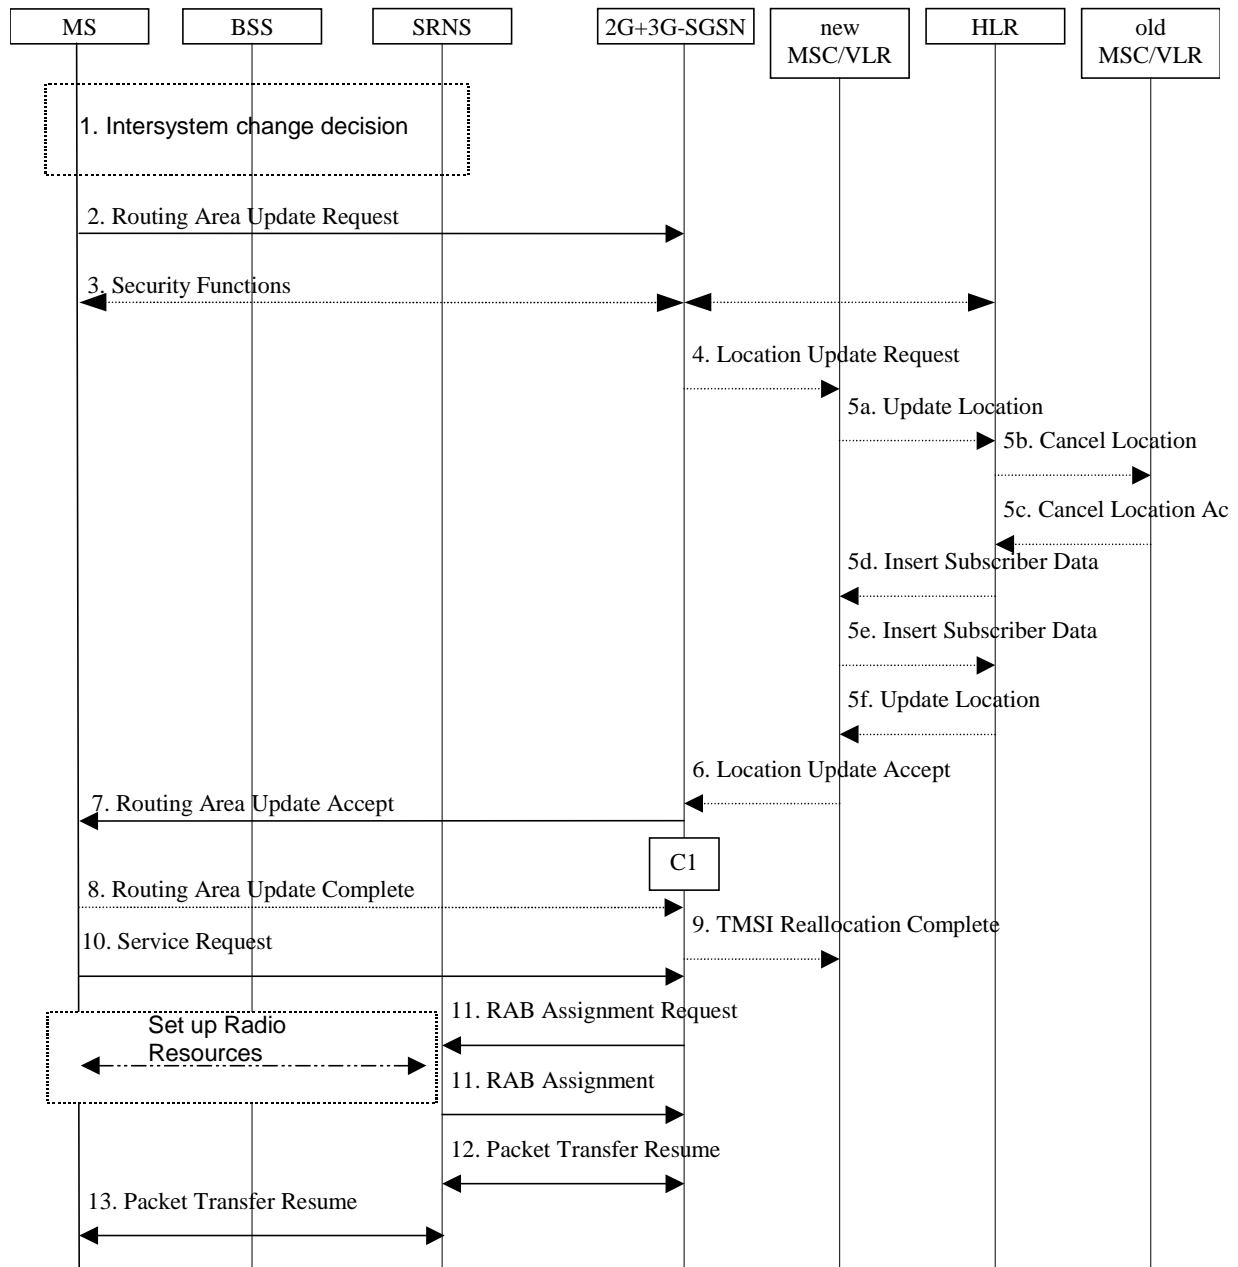 MS
BSS
SRNS
2G+3G-SGSN
new
MSC/VLR
HLR
old
MSC/VLR
1. Intersystem change decision
2. Routing Area Update Request
3. Security Functions
4. Location Update Request
5a. Update Location
5b. Cancel Location
5c. Cancel Location Ac
5d. Insert Subscriber Data
5e. Insert Subscriber Data
5f. Update Location
6. Location Update Accept
7. Routing Area Update Accept
C1
8. Routing Area Update Complete
9. TMSI Reallocation Complete
10. Service Request
11. RAB Assignment Request
Set up Radio
Resources
11. RAB Assignment
12. Packet Transfer Resume
13. Packet Transfer Resume